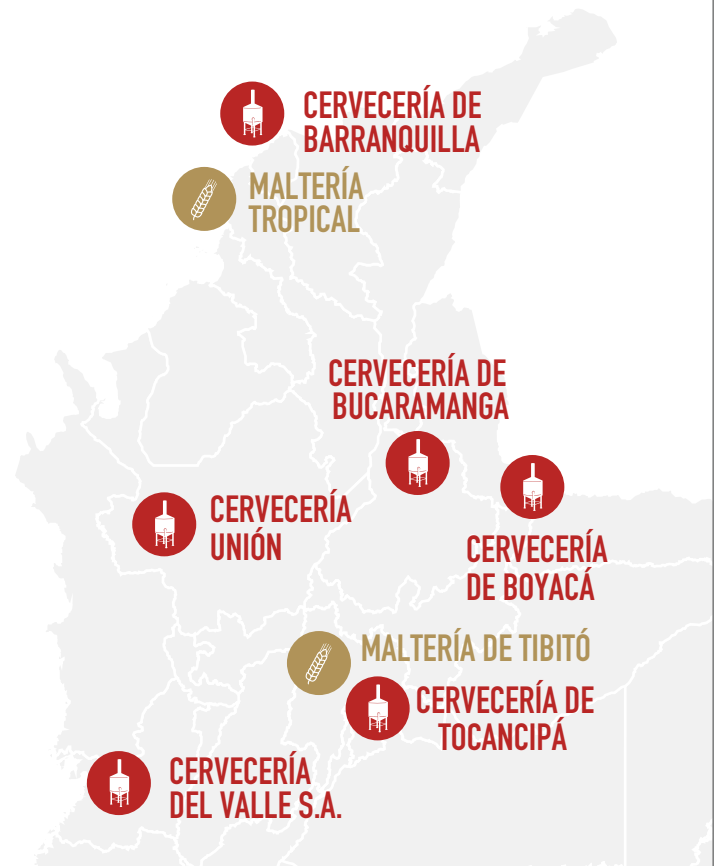 CERVECERÍA DE
BARRANQUILLA
MALTERÍA
TROPICAL
CERVECERÍA DE
BUCARAMANGA
CERVECERÍA
UNIÓN
CERVECERÍA
DE BOYACÁ
MALTERÍA DE TIBITÓ
CERVECERÍA DE
TOCANCIPÁ
CERVECERÍA
DEL VALLE S.A.